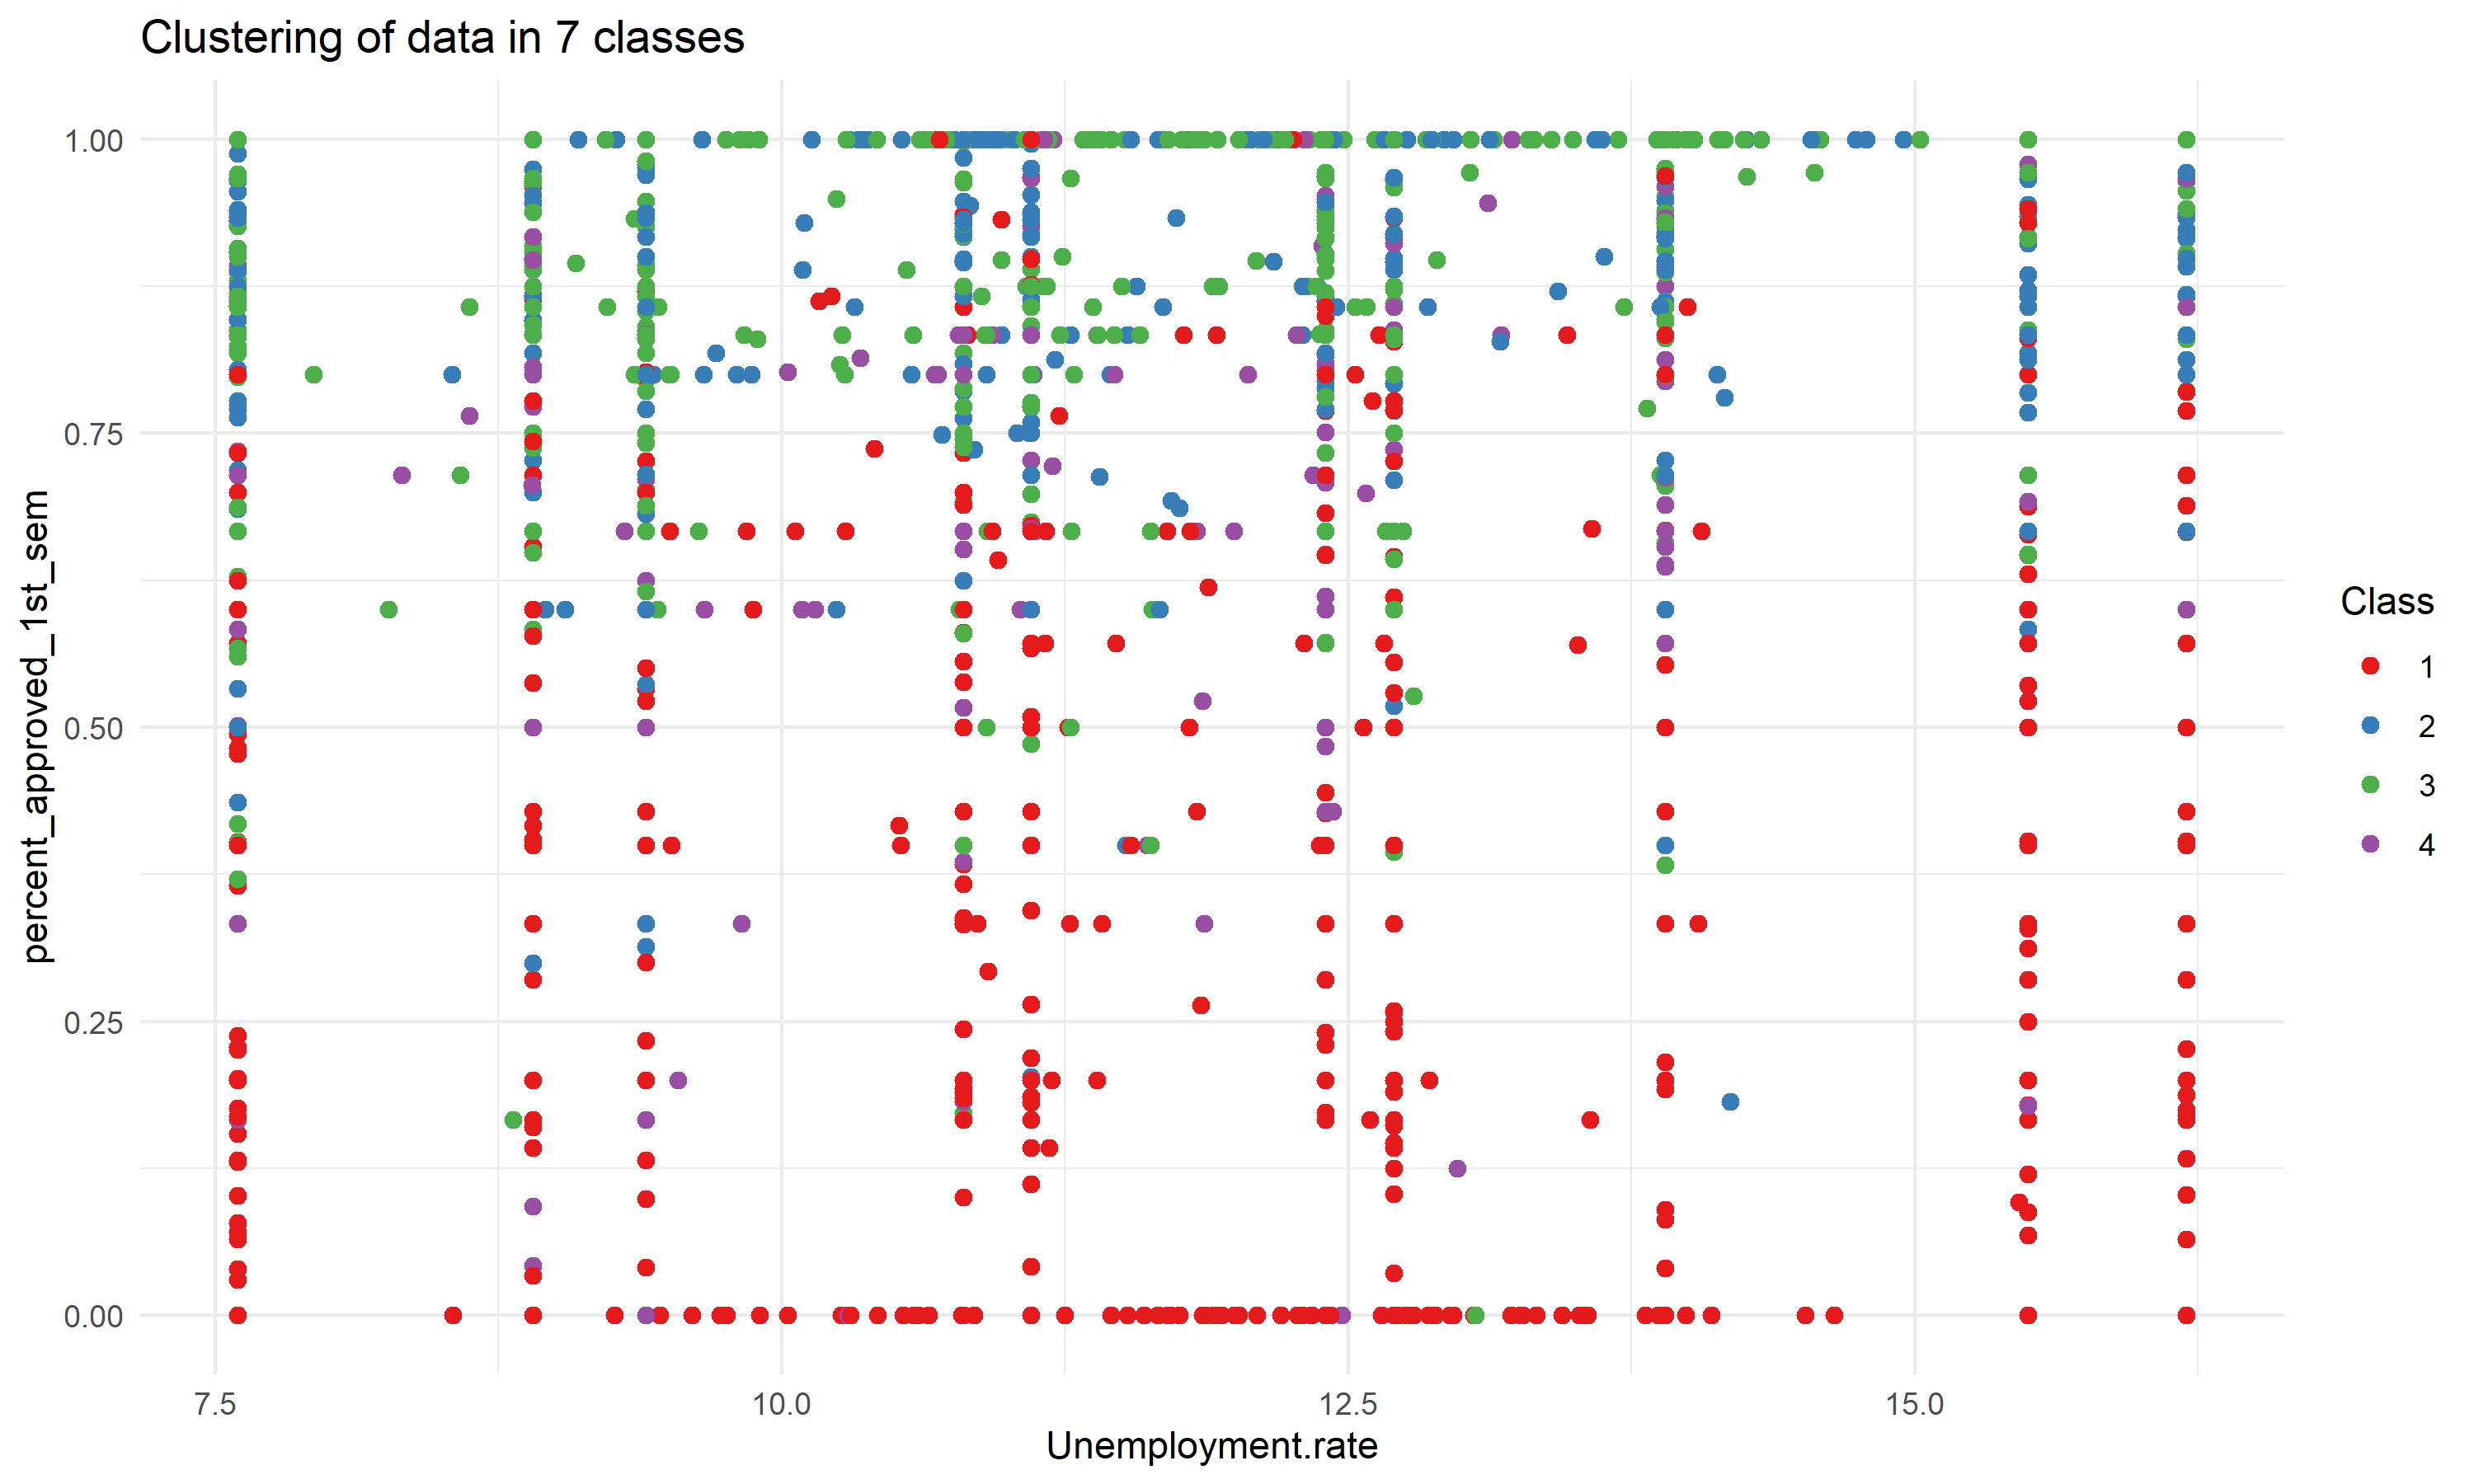 Clustering of data in 7 classes
percent_approved_1st_sem
1.00
0.75
0.50
0.25
0.00
7.5 10.0 12.5 15.0
Unemployment.rate
Class
1
2
3
4